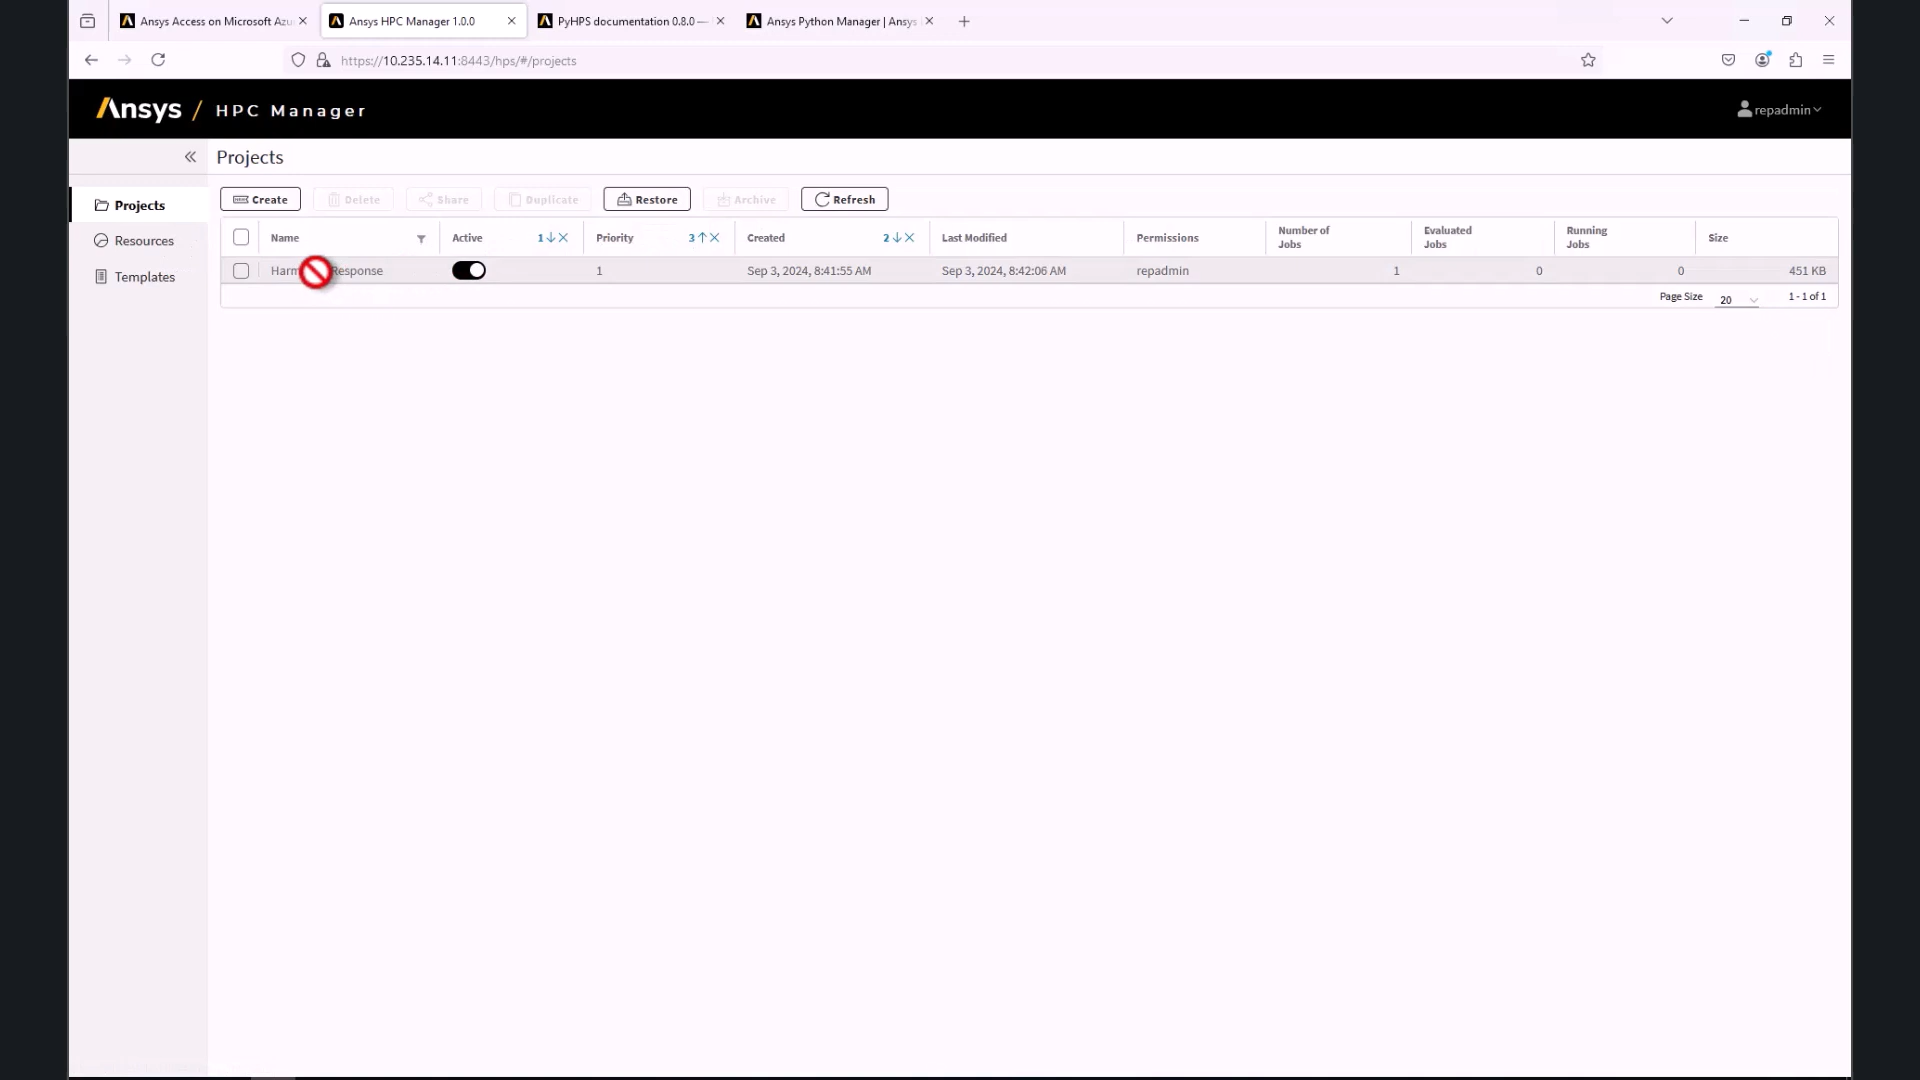 Ansys Access on Microsoft Azu
Ansys HPC Manager 1.0.0
PyHPS documentation 0.8.0 —
Ansys Python Manager | Ansys
https://10.235.14.11:8443/hps/#/projects
Ansys / HPC Manager
repadmin
Projects
Projects
Resources
Templates
Create Delete Share Duplicate Restore Archive Refresh
Name Active 1 Priority 3 Created 2 Last Modified Permissions Number of Jobs Evaluated Jobs Running Jobs Size
Response 1 Sep 3, 2024, 8:41:55 AM Sep 3, 2024, 8:42:06 AM repadmin 1 0 0 451 KB
Page Size 20 1 - 1 of 1